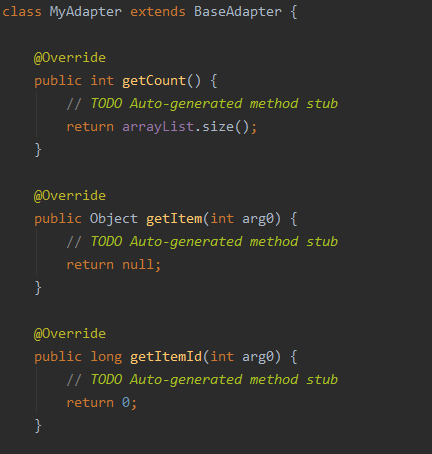 class MyAdapter extends BaseAdapter {
@Override
public int getCount() {
// TODO Auto-generated method stub
return arrayList.size();
}
@Override
public Object getItem(int arg0) {
// TODO Auto-generated method stub
return null;
}
@Override
public long getItemId(int arg0) {
// TODO Auto-generated method stub
return 0;
}